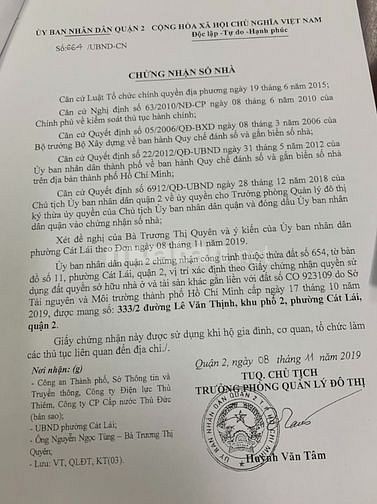 ỦY BAN NHÂN DÂN QUẬN 2 CỘNG HÒA XÃ HỘI CHỦ NGHĨA VIỆT NAM
Độc lập -Tự do -Hạnh phúc
Số:664 /UBND-CN
CHỨNG NHẬN SỐ NHÀ
Căn cứ Luật Tổ chức chính quyền địa phương ngày 19 tháng 6 năm 2015;
Căn cứ Nghị định số 63/2010/NĐ-CP ngày 08 tháng 6 năm 2010 của
Chính phủ về kiểm soát thủ tục hành chính;
Căn cứ Quyết định số 05/2006/QĐ-BXD ngày 08 tháng 3 năm 2006 của
Bộ trưởng Bộ Xây dựng về ban hành Quy chế đánh số và gắn biển số nhà;
Căn cứ Quyết định số 22/2012/QĐ-UBND ngày 31 tháng 5 năm 2012 của
Ủy ban nhân dân thành phố về ban hành Quy chế đánh số và gắn biển số nhà
trên địa bàn thành phố Hồ Chí Minh;
Căn cứ Quyết định số 6912/QĐ-UBND ngày 28 tháng 12 năm 2018 của
Chủ tịch Ủy ban nhân dân quận 2 về ủy quyền cho Trưởng phòng Quản lý đô thị
ký thừa ủy quyền của Chủ tịch Ủy ban nhân dân quận và đóng dấu Ủy ban nhân
dân quận vào chứng nhận số nhà;
Xét đề nghị của Bà Trương Thị Quyên và ý kiến của Ủy ban nhân dân
phường Cát Lái theo Đơn ngày 08 tháng 11 năm 2019.
Ủy ban nhân dân quận 2 chứng nhận công trình thuộc thửa đất số 654, tờ bản
đồ số 11, phường Cát Lái, quận 2, vị trí xác định theo Giấy chứng nhận quyền sử
dụng đất quyền sở hữu nhà ở và tài sản khác gắn liền với đất số CO 923109 do Sở
Tài nguyên và Môi trường thành phố Hồ Chí Minh cấp ngày 17 tháng 10 năm
2019, được mang số: 333/2 đường Lê Văn Thịnh, khu phố 2, phường Cát Lái,
quận 2.
Giấy chứng nhận này được sử dụng khi hộ gia đình, cơ quan, tổ chức làm
các thủ tục liên quan đến địa chỉ./.
Quận 2, ngày 08 tháng 11 năm 2019
Nơi nhận: (g)
- Công an Thành phố, Sở Thông tin và
Truyền thông, Công ty Điện lực Thủ
Thiêm, Công ty CP Cấp nước Thủ Đức
(bản sao);
- UBND phường Cát Lái;
- Ông Nguyễn Ngọc Tùng – Bà Trương Thị
Quyên;
- Lưu: VT, QLĐT, KT(03).
TUQ. CHỦ TỊCH
TRƯỞNG PHÒNG QUẢN LÝ ĐÔ THỊ
Huỳnh Văn Tâm